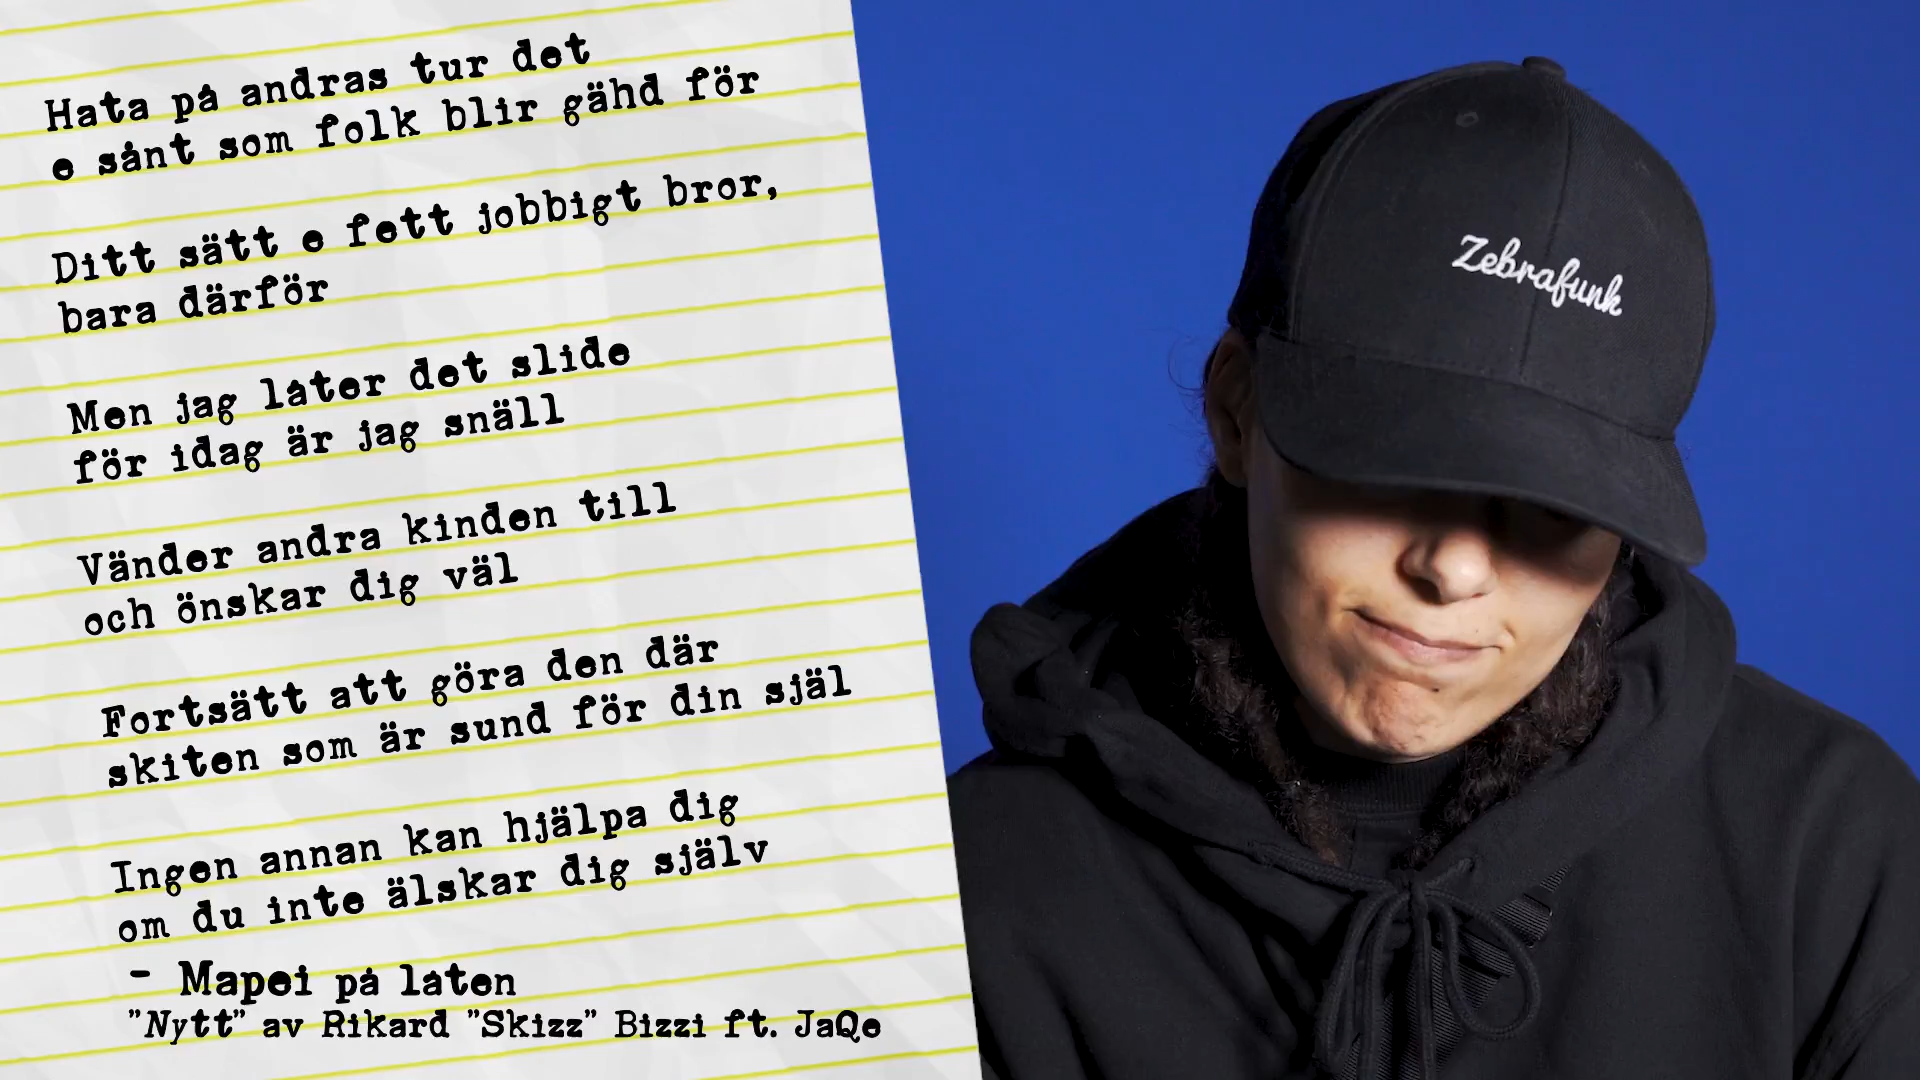 Hata på andras tur det
e sånt som folk blir gähd för
Ditt sätt e fett jobbigt bror,
bara därför
Men jag låter det slide
för idag är jag snäll
Vänder andra kinden till
och önskar dig väl
Fortsätt att göra den där
skiten som är sund för din själ
Ingen annan kan hjälpa dig
om du inte älskar dig själv
- Mapei på låten
"Nytt" av Rikard "Skizz" Bizzi ft. JaQe
Zebrafunk